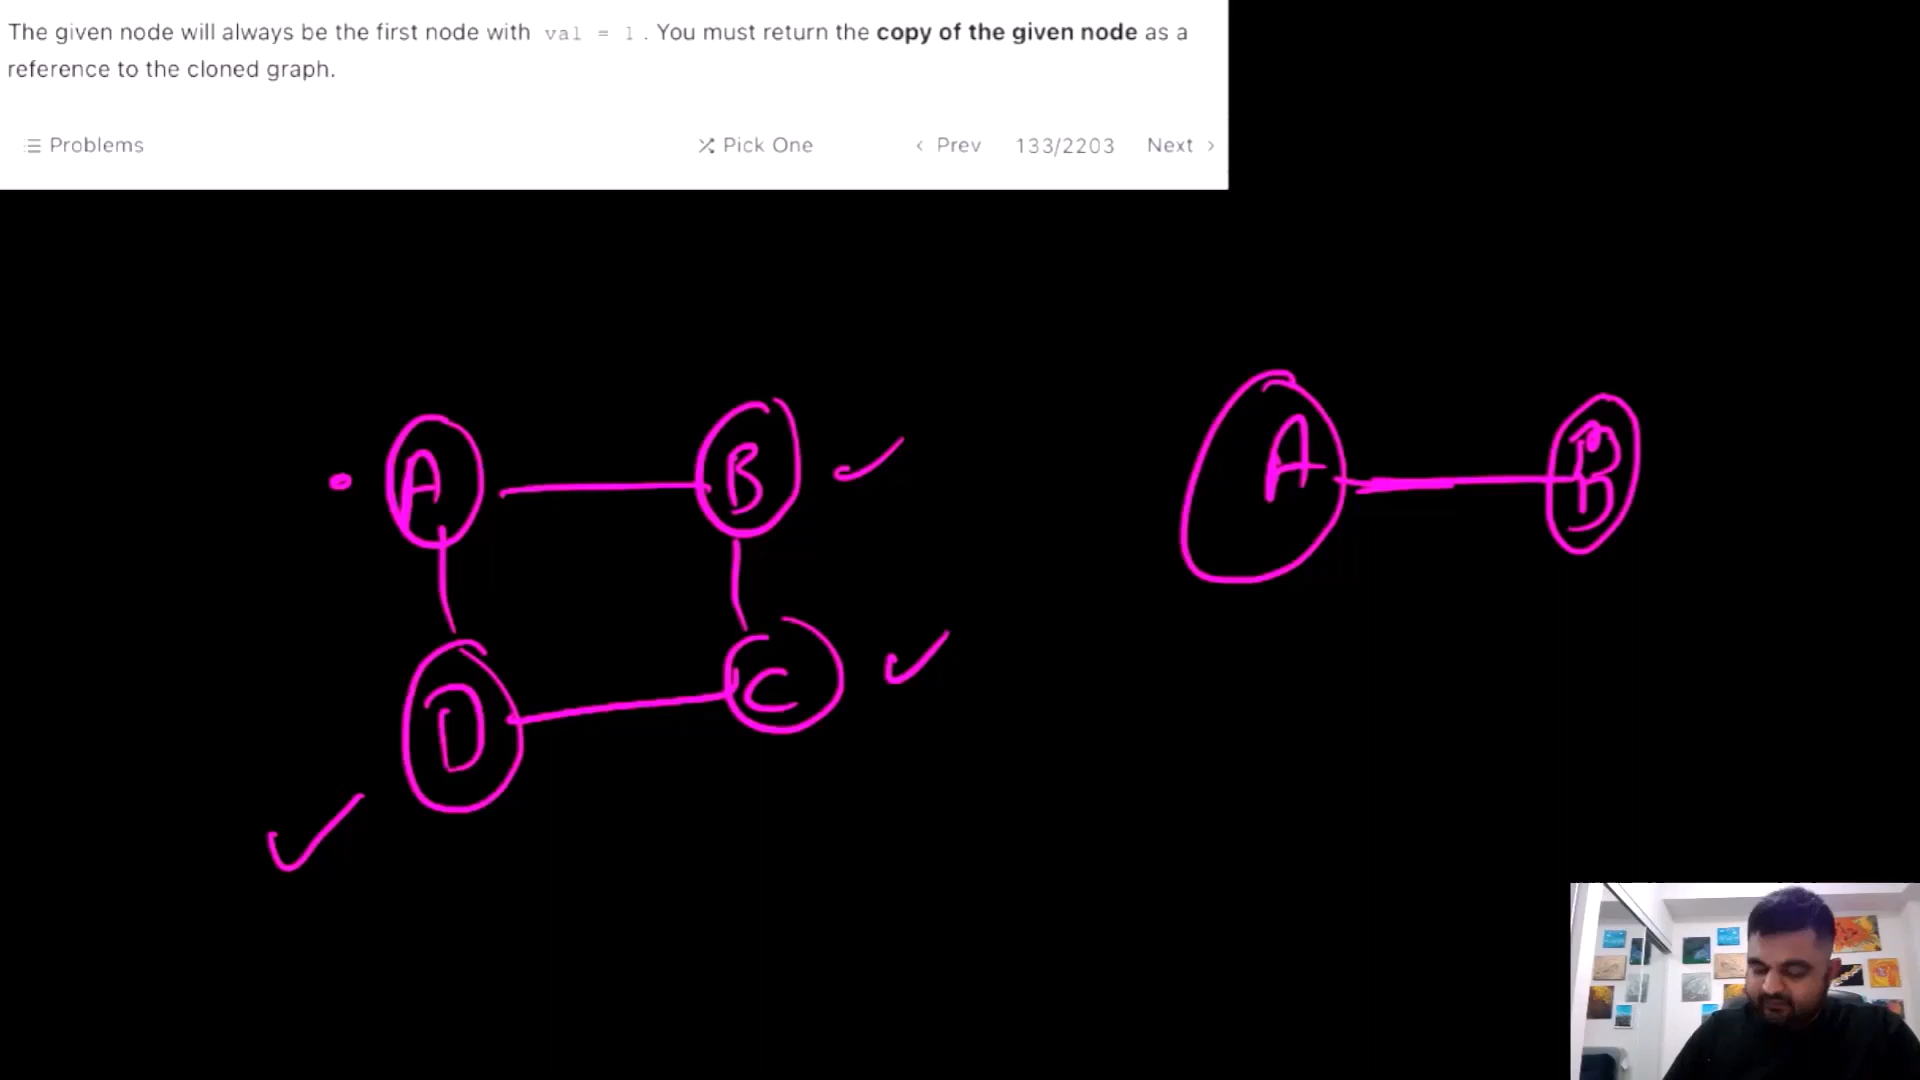 The given node will always be the first node with val = 1 . You must return the copy of the given node as a
reference to the cloned graph.
Problems Pick One Prev 133/2203 Next
A B A B
D C